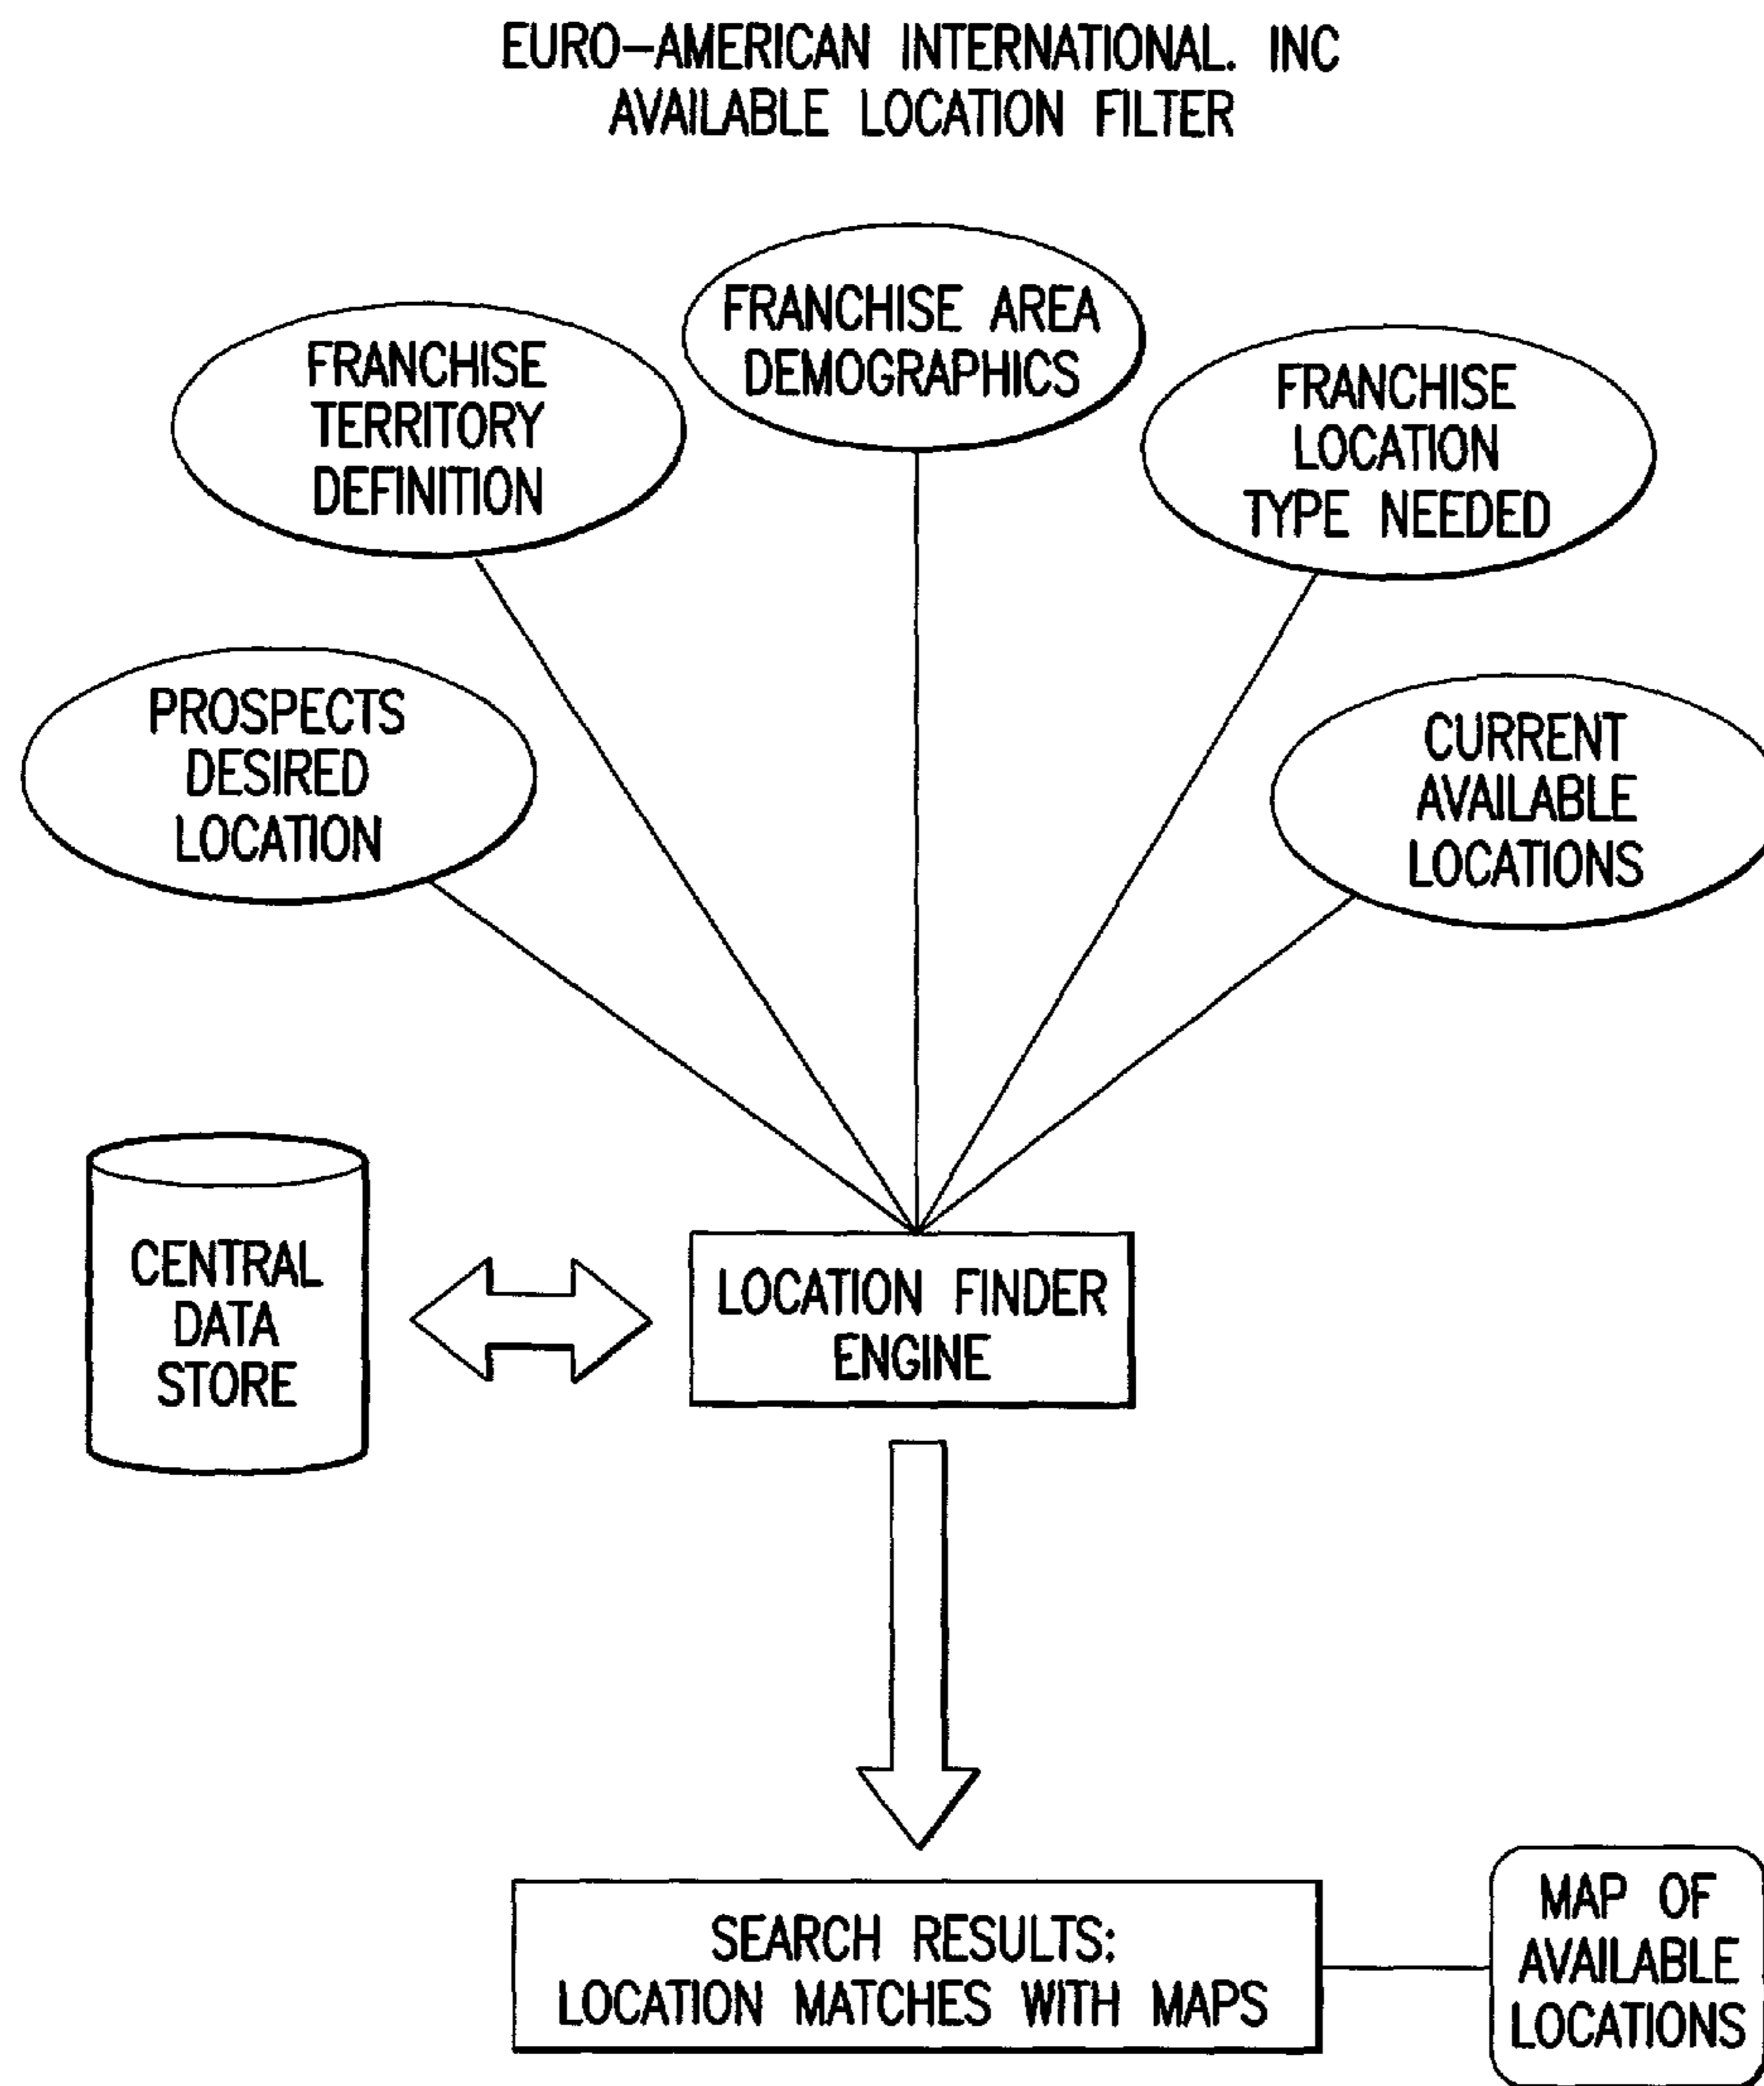 EURO-AMERICAN INTERNATIONAL. INC
AVAILABLE LOCATION FILTER
FRANCHISE AREA
DEMOGRAPHICS
FRANCHISE
TERRITORY
DEFINITION
FRANCHISE
LOCATION
TYPE NEEDED
PROSPECTS
DESIRED
LOCATION
CURRENT
AVAILABLE
LOCATIONS
CENTRAL
DATA
STORE
LOCATION FINDER
ENGINE
SEARCH RESULTS:
LOCATION MATCHES WITH MAPS
MAP OF
AVAILABLE
LOCATIONS